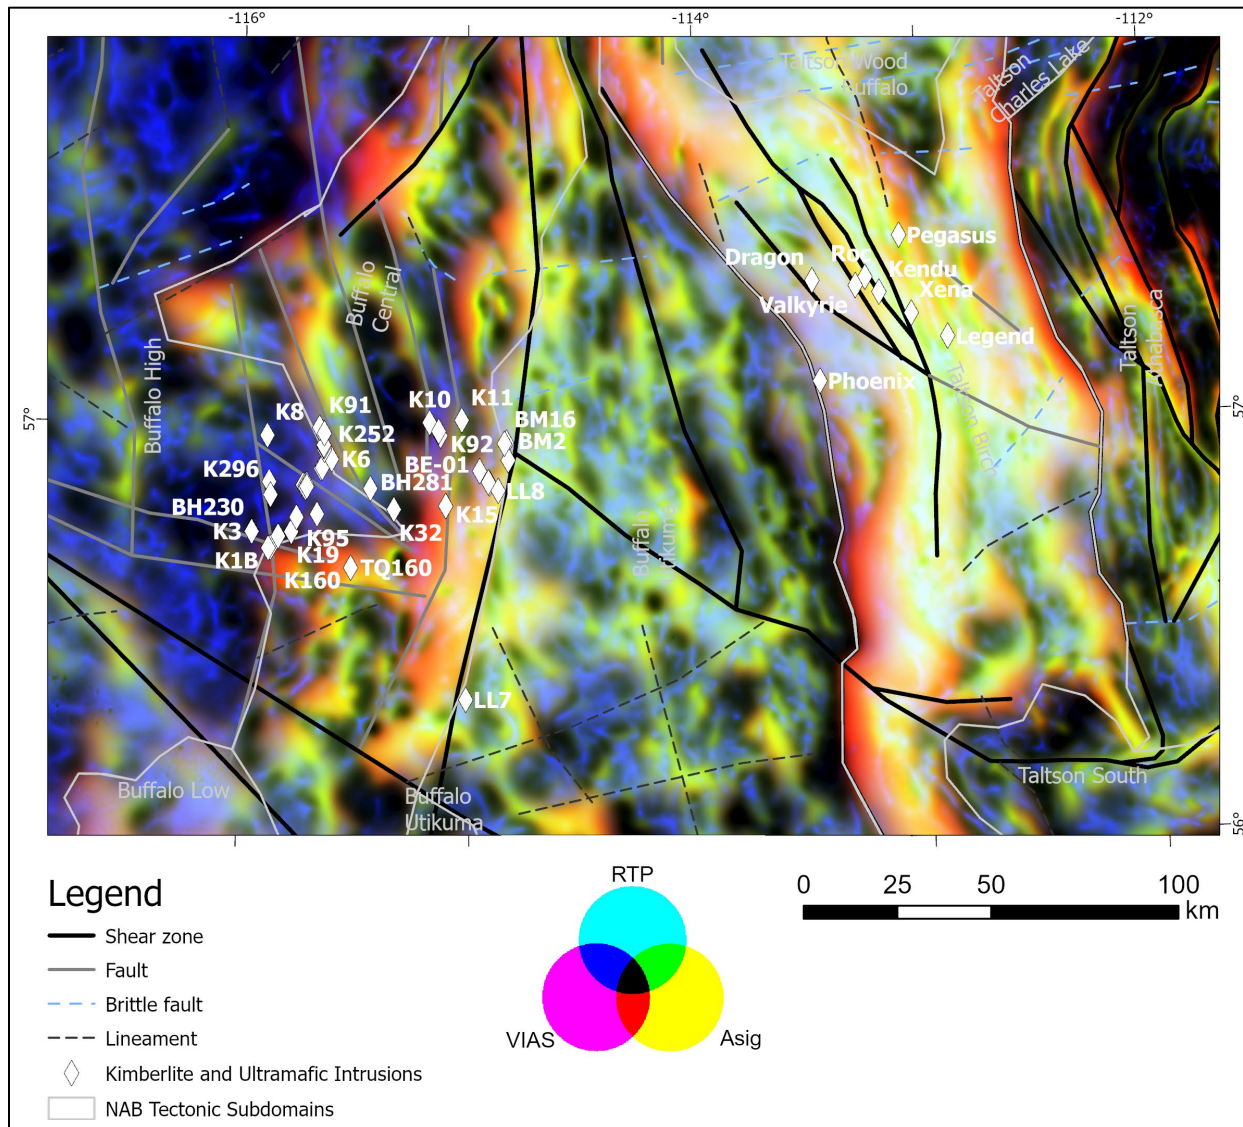 -116°
-114°
-112°
Taltson Wood
Buffalo
Taltson
Charles Lake
Pegasus
Dragon
Roc
Kendu
Valkyrie
Xena
Legend
Phoenix
Buffalo
Central
Buffalo High
Taltson
Athabasca
Taltson Birch
57°
57°
K8
K91
K10
K11
K252
BM16
K92
BM2
K6
BE-01
K296
BH281
LL8
BH230
K15
K3
K32
K95
K1B
K19
K160
TQ160
Buffalo
Utikuma
LL7
Buffalo Low
Buffalo
Utikuma
Taltson South
56°
Legend
Shear zone
Fault
Brittle fault
Lineament
Kimberlite and Ultramafic Intrusions
NAB Tectonic Subdomains
RTP
VIAS
Asig
0 25 50 100
km